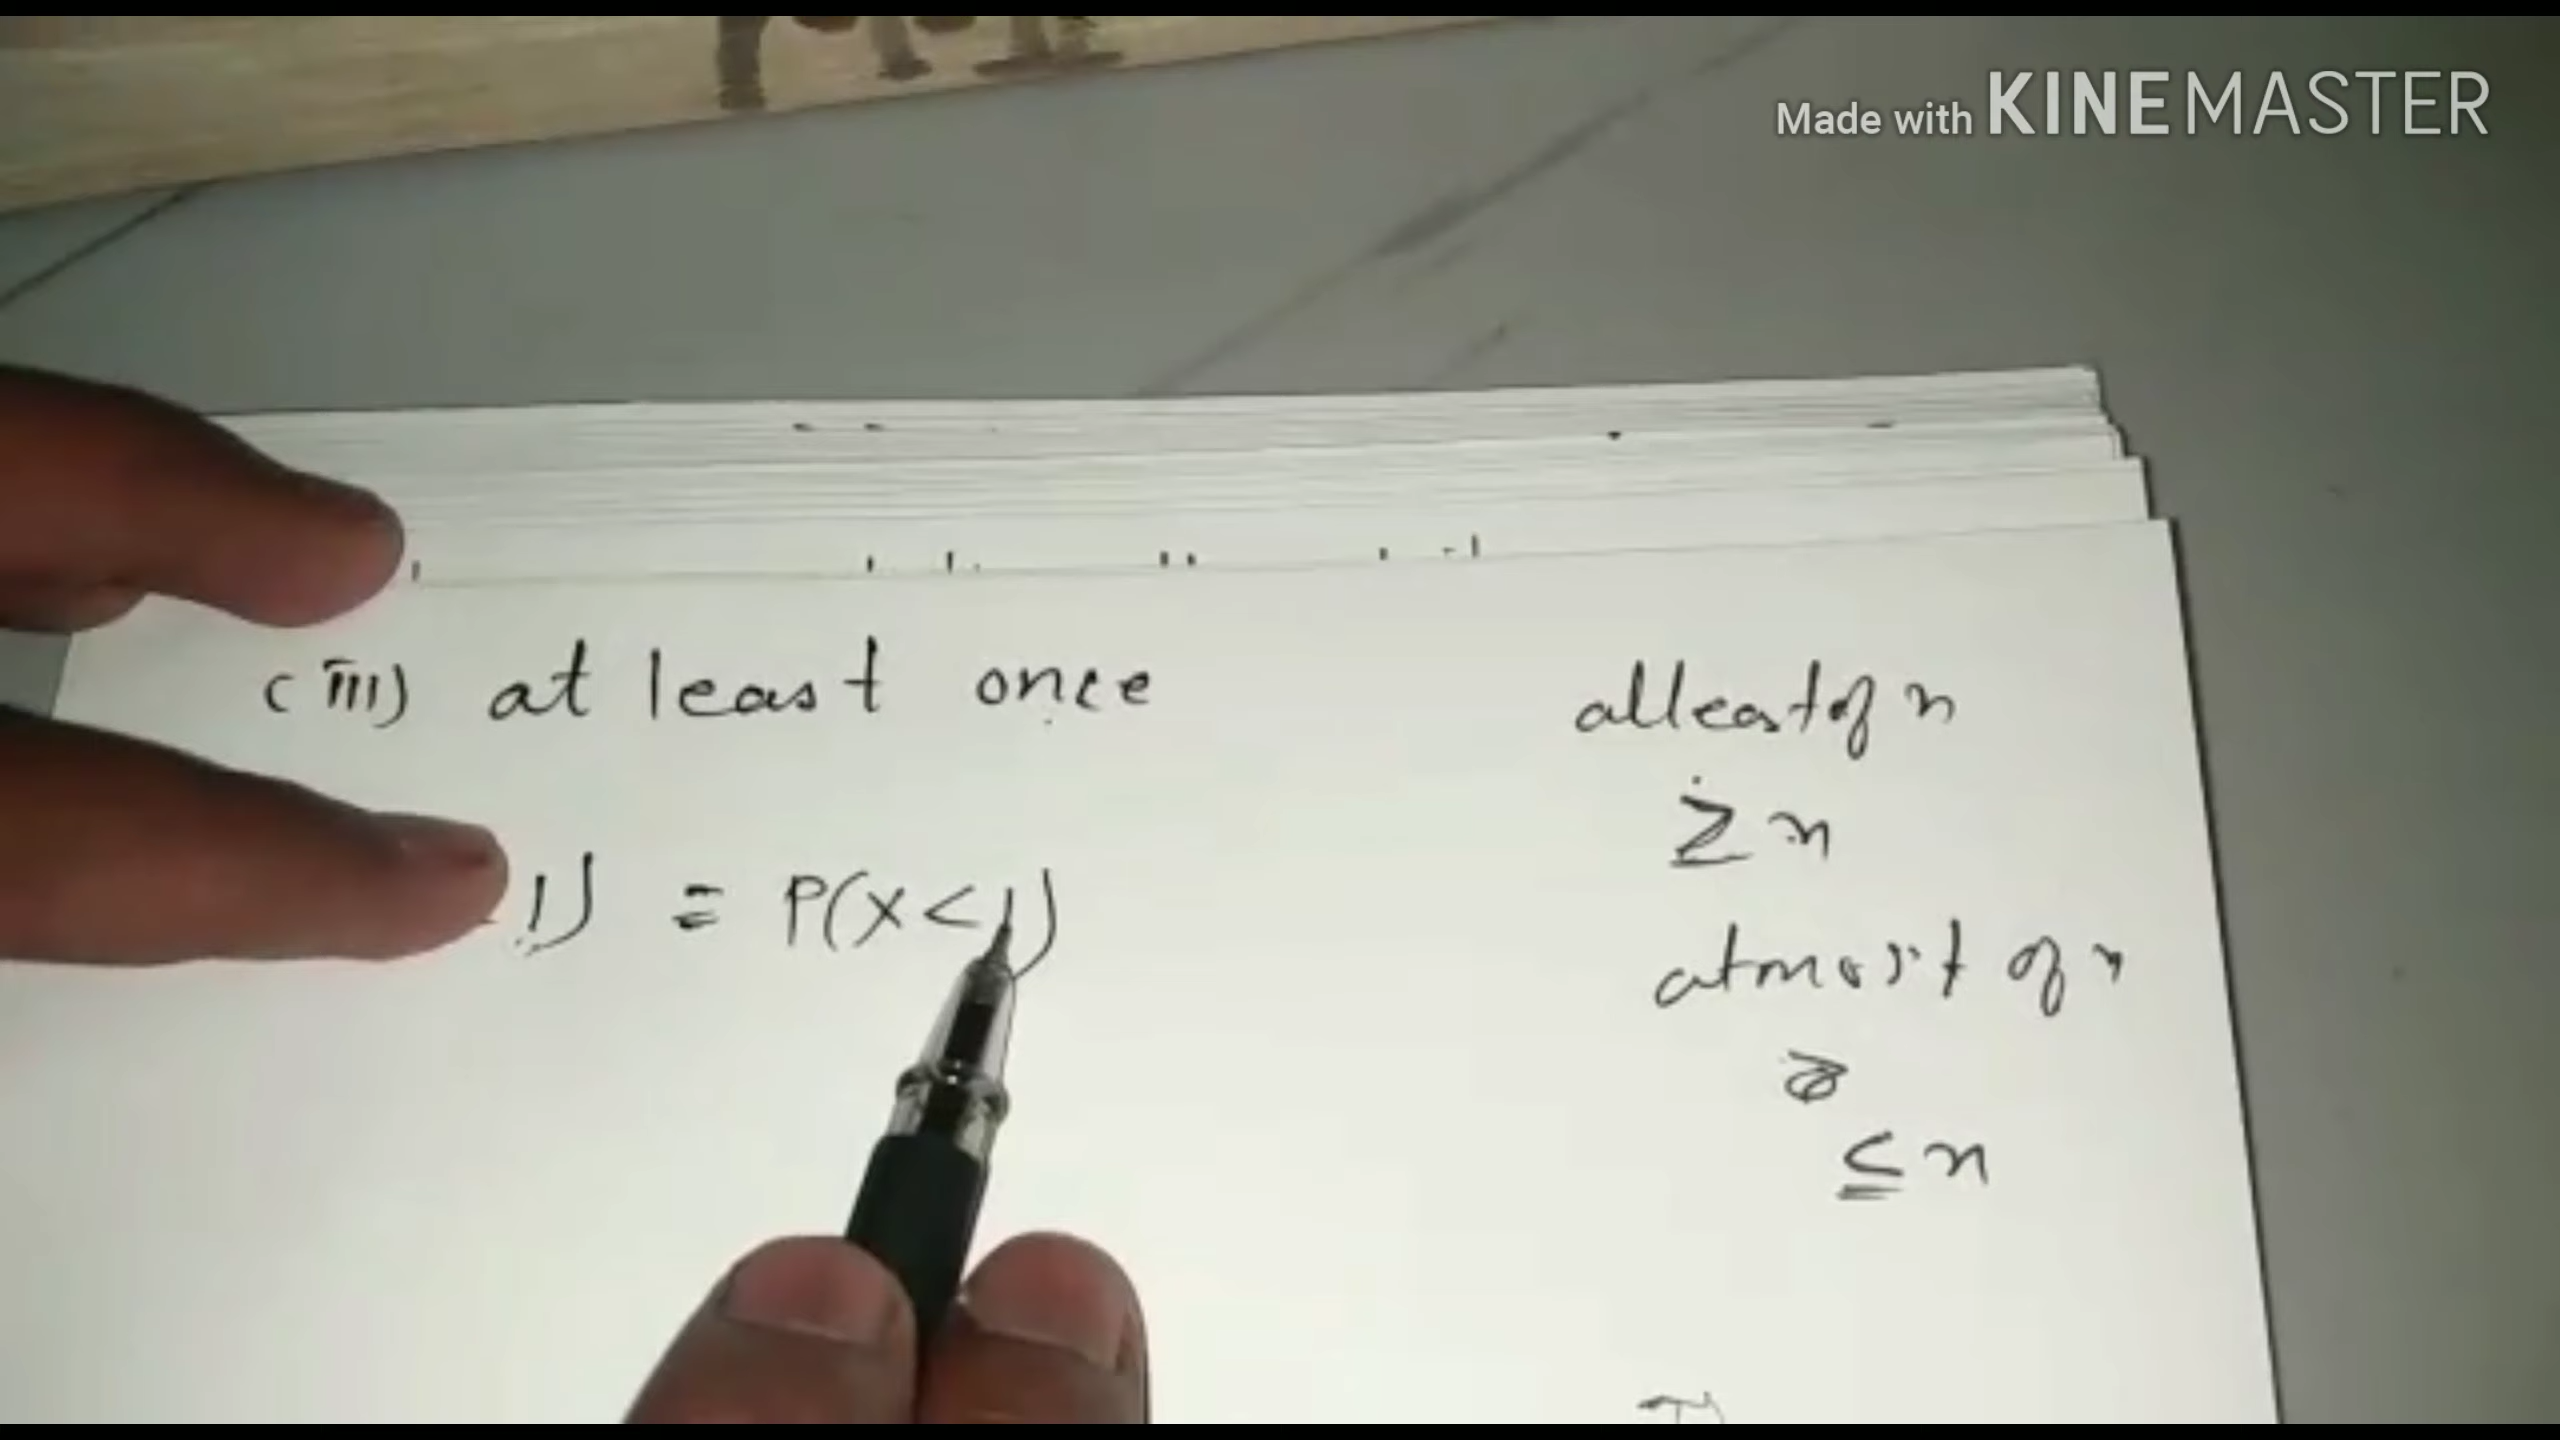 Made with KINEMASTER
(iii) at least once
1) = P(X<1)
atleast of n
≥ n
atmost of n
≤ n